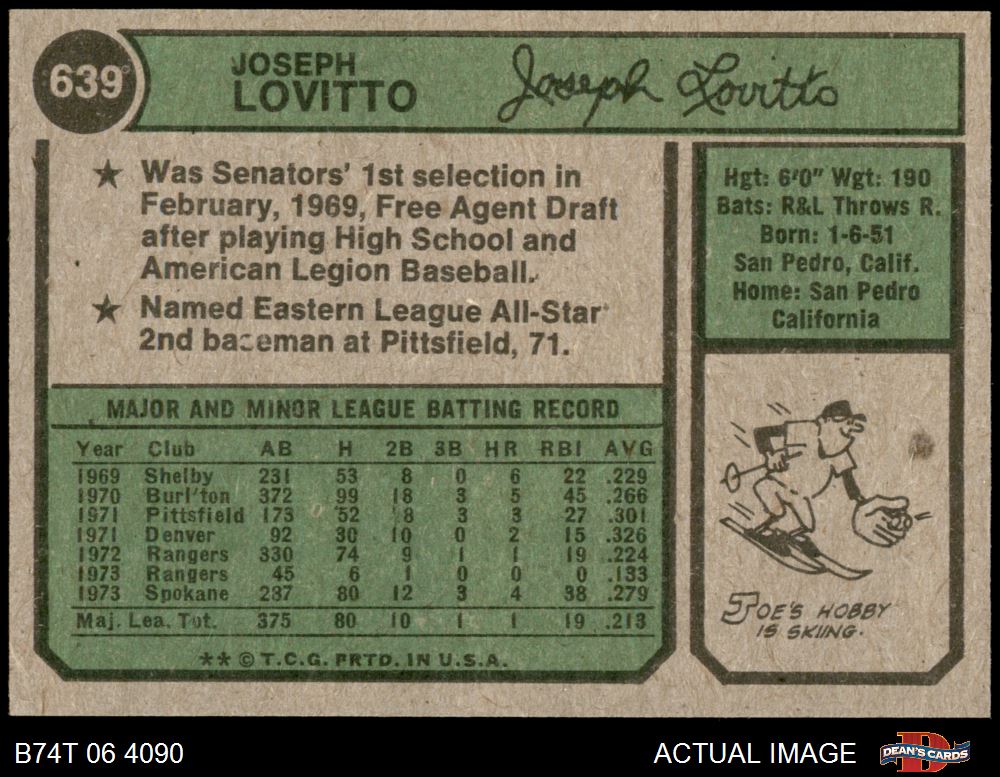 639
JOSEPH
LOVITTO
Joseph Lovitto
★ Was Senators' 1st selection in
February, 1969, Free Agent Draft
after playing High School and
American Legion Baseball.
★ Named Eastern League All-Star
2nd baseman at Pittsfield, 71.
Hgt: 6'0" Wgt: 190
Bats: R&L Throws R.
Born: 1-6-51
San Pedro, Calif.
Home: San Pedro
California
MAJOR AND MINOR LEAGUE BATTING RECORD
Year Club AB H 2B 3B HR RBI AVG
1969 Shelby 231 53 8 0 6 22 .229
1970 Burl'ton 372 99 18 3 5 45 .266
1971 Pittsfield 173 52 8 3 3 27 .301
1971 Denver 92 30 10 0 2 15 .326
1972 Rangers 330 74 9 1 1 19 .224
1973 Rangers 45 6 1 0 0 0 .133
1973 Spokane 287 80 12 3 4 38 .279
Maj. Lea. Tot. 375 80 10 1 1 19 .213
** © T.C.G. PRTD. IN U.S.A.
JOE'S HOBBY
IS SKIING.
B74T 06 4090
ACTUAL IMAGE
DEAN'S CARDS